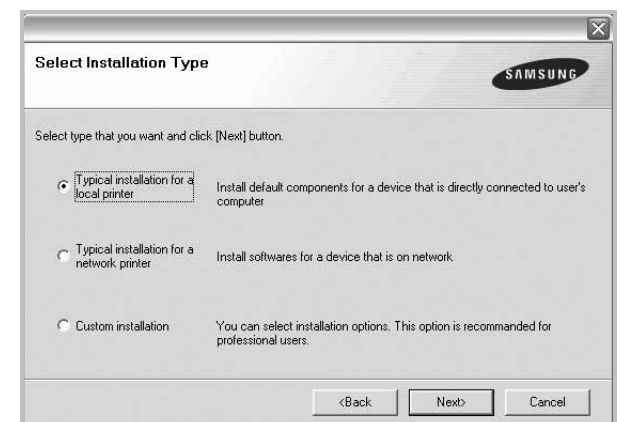 Select Installation Type
SAMSUNG
Select type that you want and click [Next] button.
Typical installation for a
local printer
Install default components for a device that is directly connected to user's
computer
Typical installation for a
network printer
Install softwares for a device that is on network
Custom installation
You can select installation options. This option is recommanded for
professional users.
<Back
Next>
Cancel